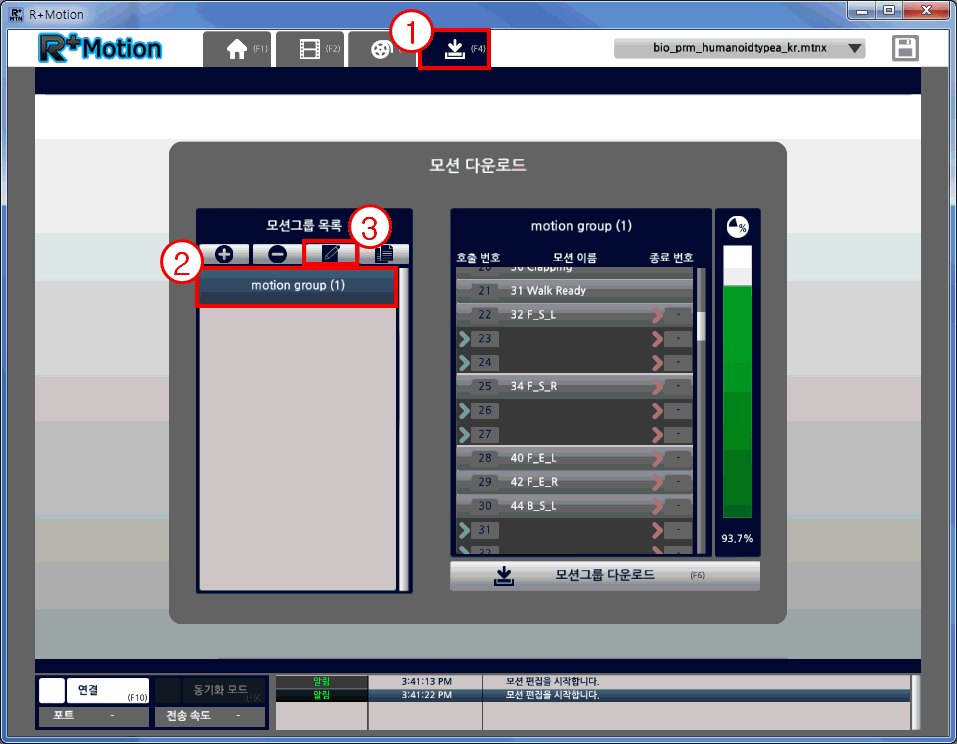 R+Motion
R+Motion
(F1)
(F2)
1
(F4)
bio_prm_humanoidtypea_kr.mtnx
모션 다운로드
모션그룹 목록
3
2
motion group (1)
motion group (1)
%
호출 번호 모션 이름 종료 번호
20 30 Clapping
21 31 Walk Ready
22 32 F_S_L -
23 -
24 -
25 34 F_S_R -
26 -
27 -
28 40 F_E_L -
29 42 F_E_R -
30 44 B_S_L -
31 -
32 -
93.7%
모션그룹 다운로드 (F6)
연결 (F10)
동기화 모드
포트 -
전송 속도 -
알림 3:41:13 PM 모션 편집을 시작합니다.
알림 3:41:22 PM 모션 편집을 시작합니다.